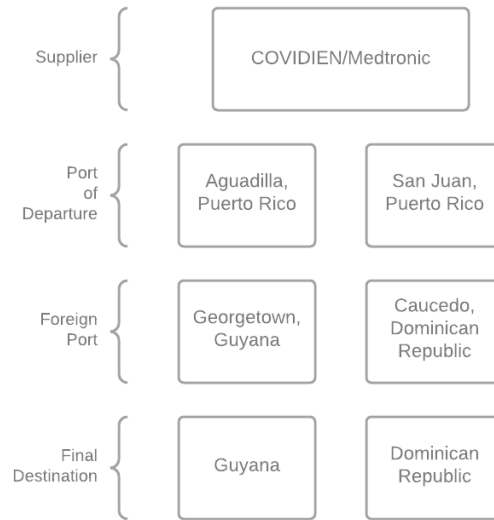 Supplier
COVIDIEN/Medtronic
Port
of
Departure
Aguadilla,
Puerto Rico
San Juan,
Puerto Rico
Foreign
Port
Georgetown,
Guyana
Caucedo,
Dominican
Republic
Final
Destination
Guyana
Dominican
Republic